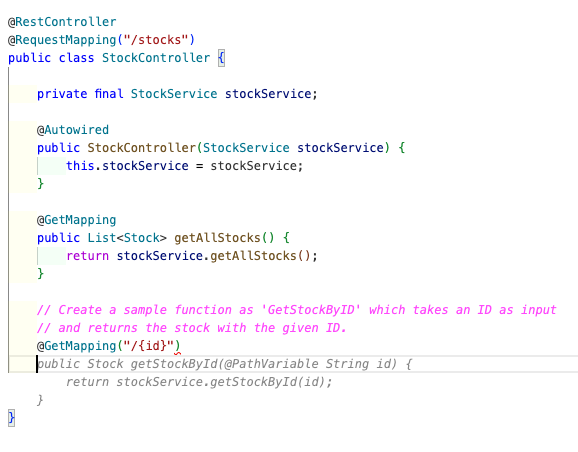 @RestController
@RequestMapping("/stocks")
public class StockController {
private final StockService stockService;
@Autowired
public StockController(StockService stockService) {
this.stockService = stockService;
}
@GetMapping
public List<Stock> getAllStocks() {
return stockService.getAllStocks();
}
// Create a sample function as 'GetStockByID' which takes an ID as input
// and returns the stock with the given ID.
@GetMapping("/{id}")
public Stock getStockById(@PathVariable String id) {
return stockService.getStockById(id);
}
}